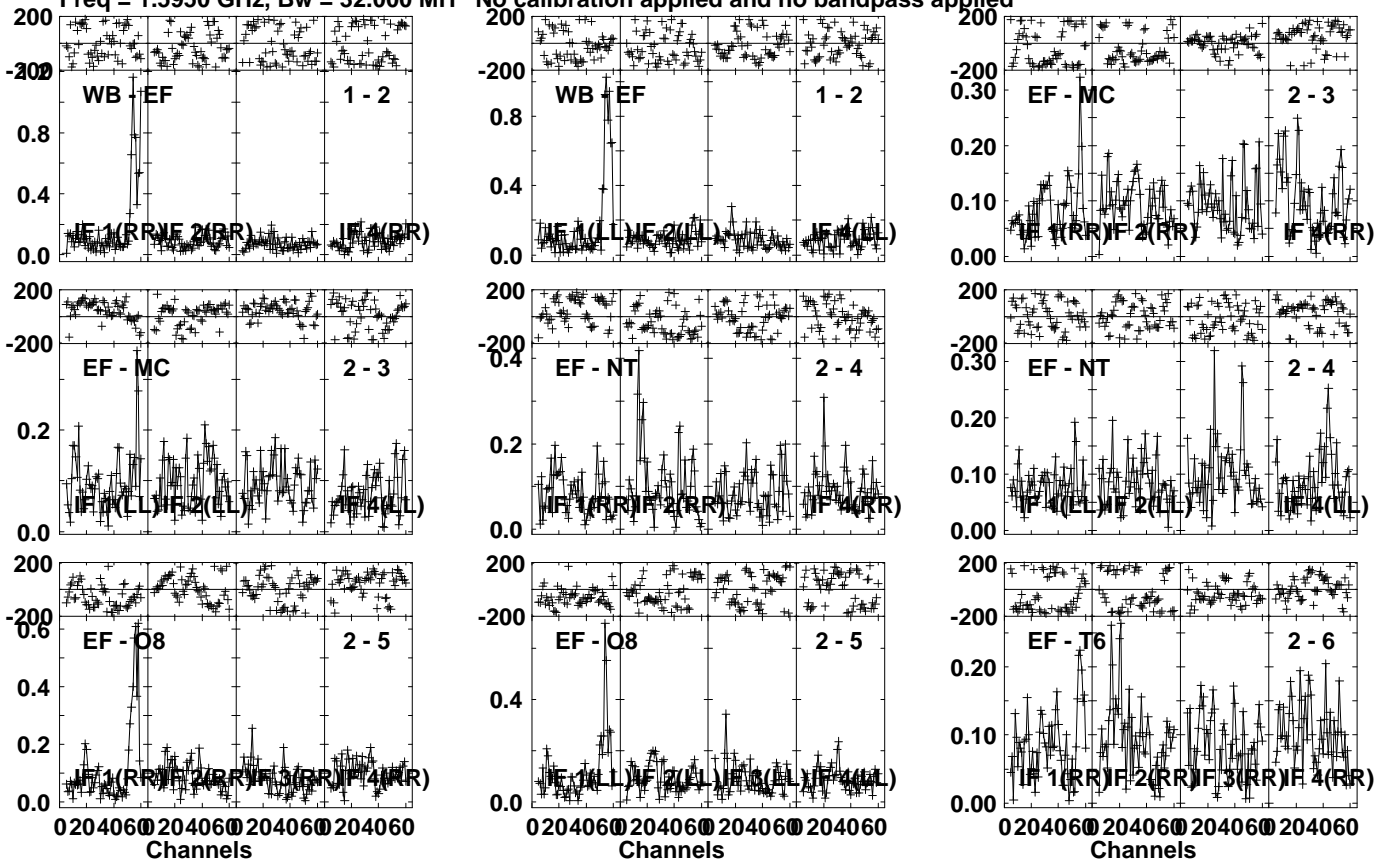 Freq = 1.5950 GHz, Bw = 32.000 MH No calibration applied and no bandpass applied
200
-200
1.2
0.8
0.4
0.0
WB - EF 1 - 2
IF 1(RR) IF 2(RR) IF 4(RR)
200
-200
0.8
0.4
0.0
WB - EF 1 - 2
IF 1(LL) IF 2(LL) IF 4(LL)
200
-200
0.30
0.20
0.10
0.00
EF - MC 2 - 3
IF 1(RR) IF 2(RR) IF 4(RR)
200
-200
0.2
0.0
EF - MC 2 - 3
IF 1(LL) IF 2(LL) IF 4(LL)
200
-200
0.4
0.2
0.0
EF - NT 2 - 4
IF 1(RR) IF 2(RR) IF 4(RR)
200
-200
0.30
0.20
0.10
0.00
EF - NT 2 - 4
IF 1(LL) IF 2(LL) IF 4(LL)
200
-200
0.6
0.4
0.2
0.0
EF - O8 2 - 5
IF 1(RR) IF 2(RR) IF 3(RR) IF 4(RR)
0 20 40 60 0 20 40 60 0 20 40 60 0 20 40 60
Channels
200
-200
0.4
0.0
EF - O8 2 - 5
IF 1(LL) IF 2(LL) IF 3(LL) IF 4(LL)
0 20 40 60 0 20 40 60 0 20 40 60 0 20 40 60
Channels
200
-200
0.20
0.10
0.00
EF - T6 2 - 6
IF 1(RR) IF 2(RR) IF 3(RR) IF 4(RR)
0 20 40 60 0 20 40 60 0 20 40 60 0 20 40 60
Channels